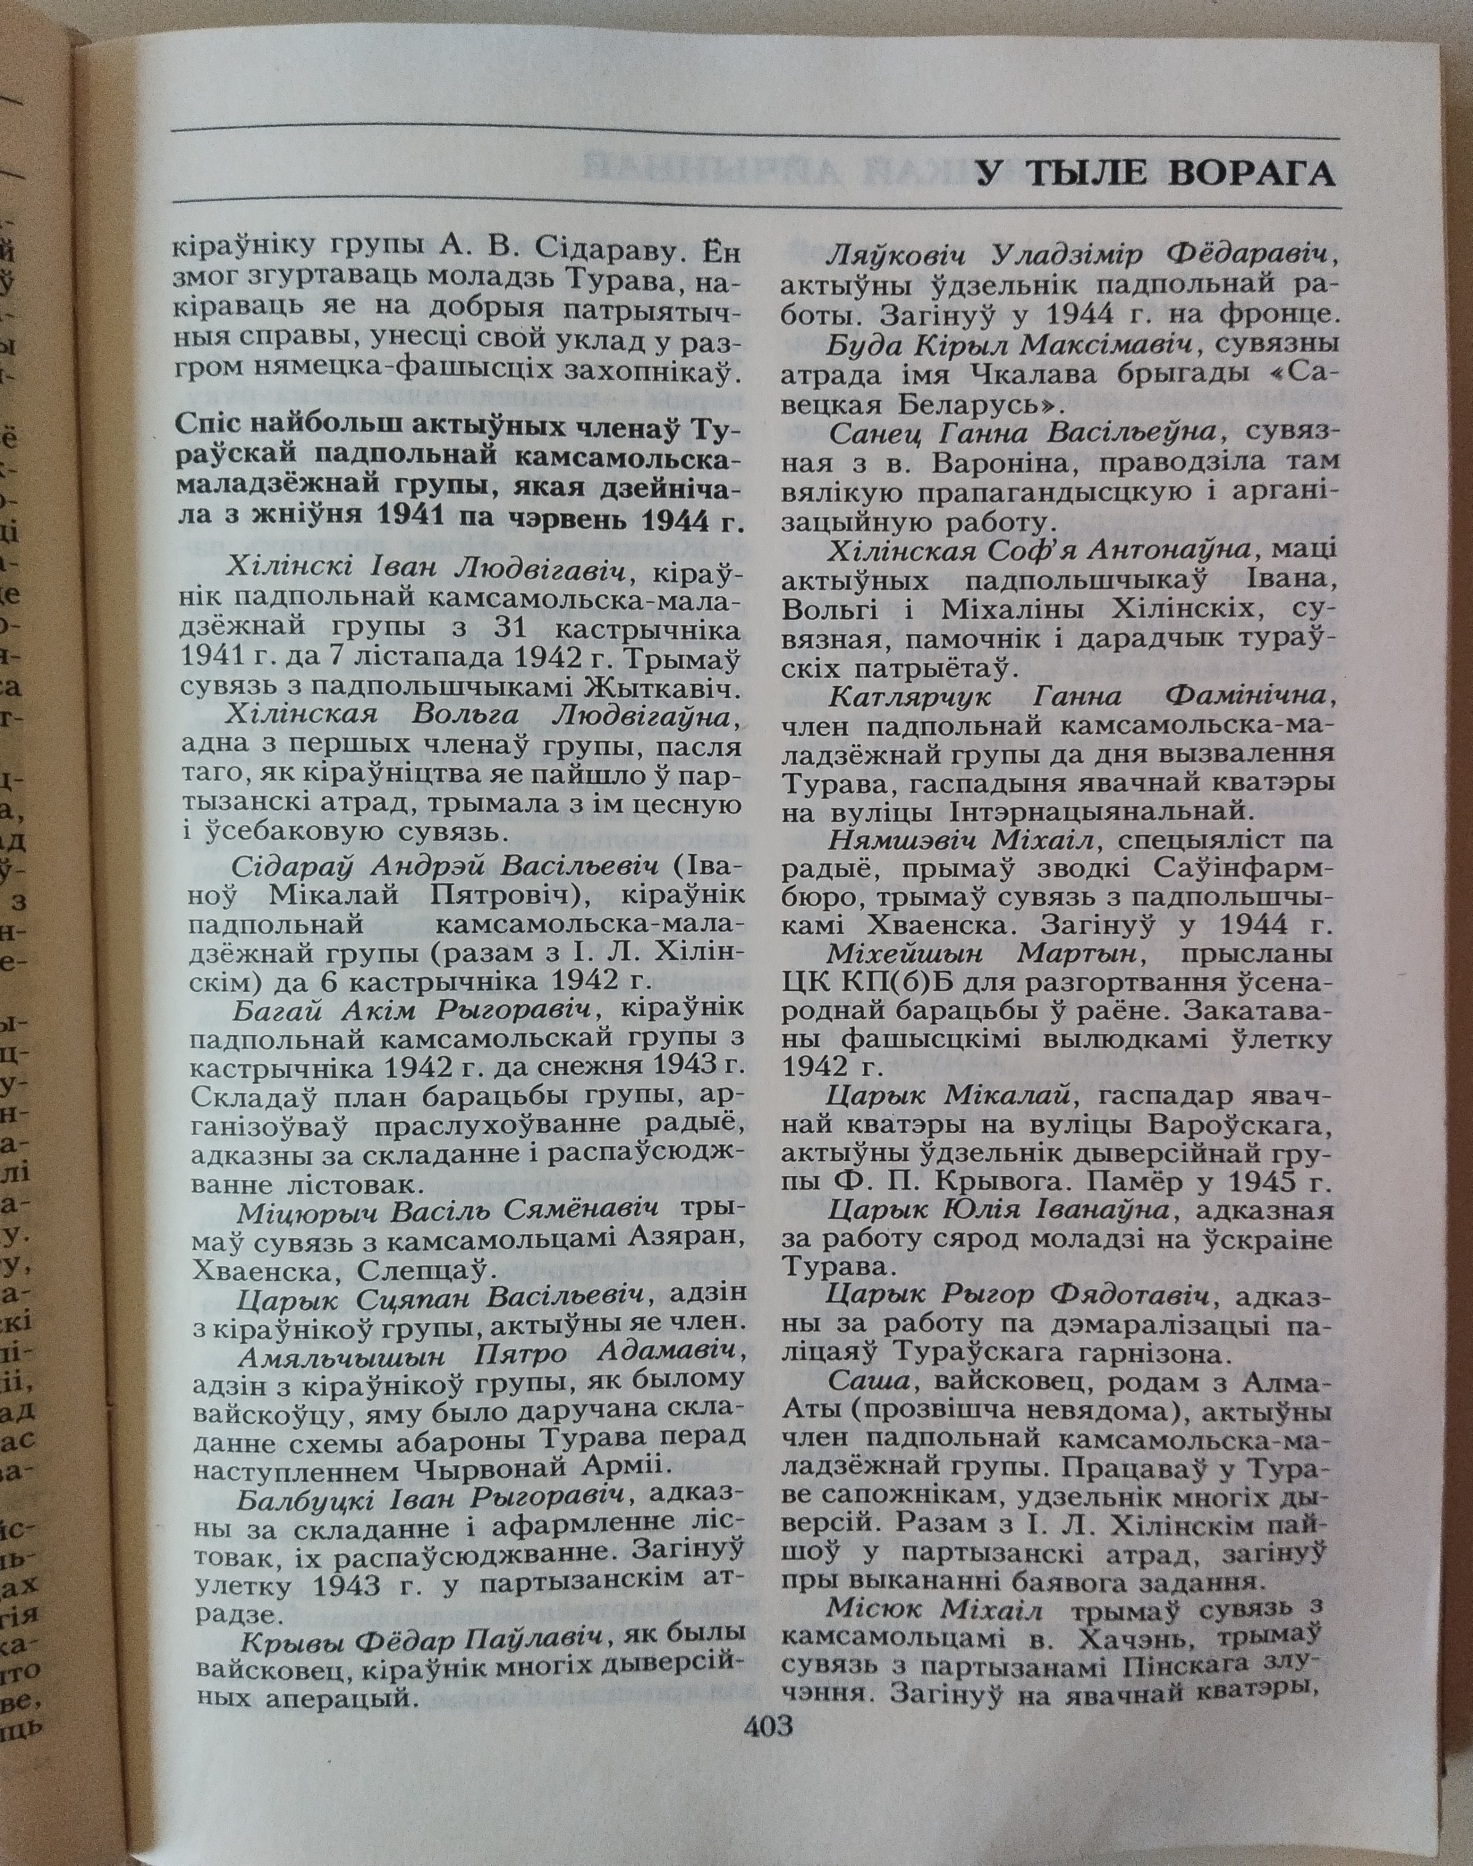 У ТЫЛЕ ВОРАГА
кіраўніку групы А. В. Сідараву. Ён
змог згуртаваць моладзь Турава, на-
кіраваць яе на добрыя патрыятыч-
ныя справы, унесці свой уклад у раз-
гром нямецка-фашысціх захопнікаў.
Спіс найбольш актыўных членаў Ту-
раўскай падпольнай камсамольска-
маладзёжнай групы, якая дзейніча-
ла з жніўня 1941 па чэрвень 1944 г.
Хілінскі Іван Людвігавіч, кіраў-
нік падпольнай камсамольска-мала-
дзёжнай групы з 31 кастрычніка
1941 г. да 7 лістапада 1942 г. Трымаў
сувязь з падпольшчыкамі Жыткавіч.
Хілінская Вольга Людвігаўна,
адна з першых членаў групы, пасля
таго, як кіраўніцтва яе пайшло ў пар-
тызанскі атрад, трымала з ім цесную
і ўсебаковую сувязь.
Сідараў Андрэй Васільевіч (Іва-
ноў Мікалай Пятровіч), кіраўнік
падпольнай камсамольска-мала-
дзёжнай групы (разам з І. Л. Хілін-
скім) да 6 кастрычніка 1942 г.
Багай Акім Рыгоравіч, кіраўнік
падпольнай камсамольскай групы з
кастрычніка 1942 г. да снежня 1943 г.
Складаў план барацьбы групы, ар-
ганізоўваў праслухоўванне радыё,
адказны за складанне і распаўсюдж-
ванне лістовак.
Міцюрыч Васіль Сямёнавіч тры-
маў сувязь з камсамольцамі Азяран,
Хваенска, Слепцаў.
Царык Сцяпан Васільевіч, адзін
з кіраўнікоў групы, актыўны яе член.
Амяльчышын Пятро Адамавіч,
адзін з кіраўнікоў групы, як былому
вайскоўцу, яму было даручана скла-
данне схемы абароны Турава перад
наступленнем Чырвонай Арміі.
Балбуцкі Іван Рыгоравіч, адказ-
ны за складанне і афармленне ліс-
товак, іх распаўсюджванне. Загінуў
улетку 1943 г. у партызанскім ат-
радзе.
Крывы Фёдар Паўлавіч, як былы
вайсковец, кіраўнік многіх дыверсій-
ных аперацый.
Ляўковіч Уладзімір Фёдаравіч,
актыўны ўдзельнік падпольнай ра-
боты. Загінуў у 1944 г. на фронце.
Буда Кірыл Максімавіч, сувязны
атрада імя Чкалава брыгады «Са-
вецкая Беларусь».
Санец Ганна Васільеўна, сувяз-
ная з в. Вароніна, праводзіла там
вялікую прапагандысцкую і аргані-
зацыйную работу.
Хілінская Соф'я Антонаўна, маці
актыўных падпольшчыкаў Івана,
Вольгі і Міхаліны Хілінскіх, су-
вязная, памочнік і дарадчык тураў-
скіх патрыётаў.
Катлярчук Ганна Фамінічна,
член падпольнай камсамольска-ма-
ладзёжнай групы да дня вызвалення
Турава, гаспадыня явачнай кватэры
на вуліцы Інтэрнацыянальнай.
Нямшэвіч Міхаіл, спецыяліст па
радыё, прымаў зводкі Саўінфарм-
бюро, трымаў сувязь з падпольшчы-
камі Хваенска. Загінуў у 1944 г.
Міхейшын Мартын, прысланы
ЦК КП(б)Б для разгортвання ўсена-
роднай барацьбы ў раёне. Закатава-
ны фашысцкімі вылюдкамі ўлетку
1942 г.
Царык Мікалай, гаспадар явач-
най кватэры на вуліцы Вароўскага,
актыўны ўдзельнік дыверсійнай гру-
пы Ф. П. Крывога. Памёр у 1945 г.
Царык Юлія Іванаўна, адказная
за работу сярод моладзі на ўскраіне
Турава.
Царык Рыгор Фядотавіч, адказ-
ны за работу па дэмаралізацыі па-
ліцаяў Тураўскага гарнізона.
Саша, вайсковец, родам з Алма-
Аты (прозвішча невядома), актыўны
член падпольнай камсамольска-ма-
ладзёжнай групы. Працаваў у Тура-
ве сапожнікам, удзельнік многіх ды-
версій. Разам з І. Л. Хілінскім пай-
шоў у партызанскі атрад, загінуў
пры выкананні баявога задання.
Місюк Міхаіл трымаў сувязь з
камсамольцамі в. Хачэнь, трымаў
сувязь з партызанамі Пінскага злу-
чэння. Загінуў на явачнай кватэры,
403